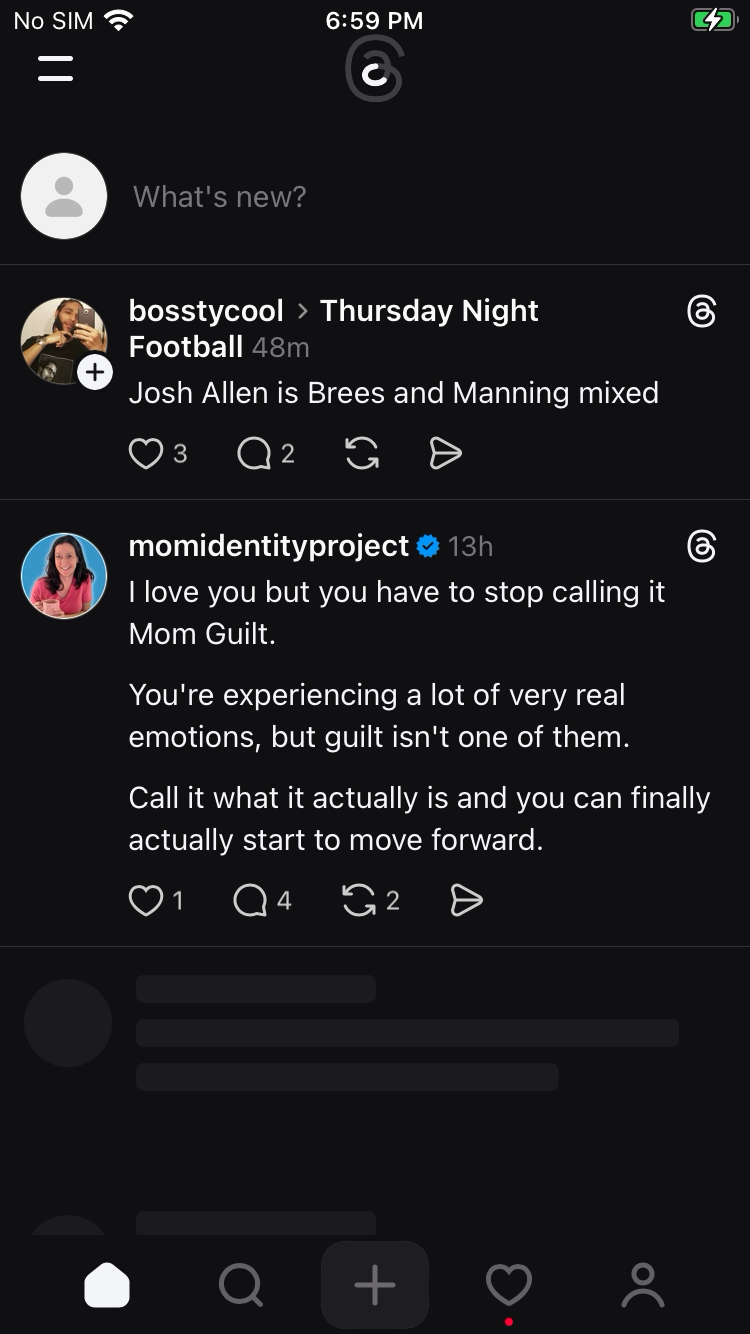 No SIM 6:59 PM
What's new?
bosstycool > Thursday Night
Football 48m
Josh Allen is Brees and Manning mixed
3 2
momidentityproject 13h
I love you but you have to stop calling it
Mom Guilt.
You're experiencing a lot of very real
emotions, but guilt isn't one of them.
Call it what it actually is and you can finally
actually start to move forward.
1 4 2